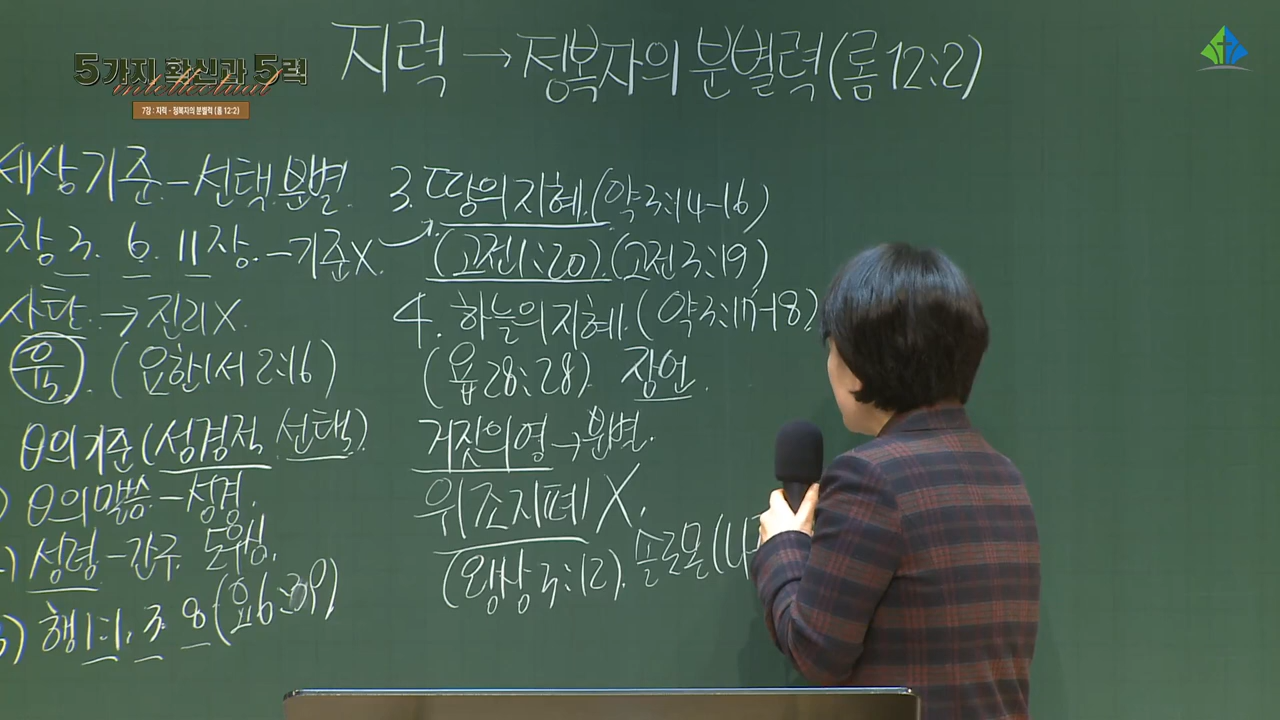 5가지 확신과 5력
intellectual
7강 : 지력 - 정복자의 분별력 (롬 12:2)
지력 → 정복자의 분별력 (롬 12:2)
세상 기준 - 선택.분별.
창 3. 6. 11장. - 기준X.
사탄. → 진리X.
육. (요한1서 2:16)
θ의 기준 (성경적 선택)
) θ의 말씀 - 성경.
) 성령 - 간구. 도우심.
) 행1:1. 3. 8 (요6:39)
3. 땅의 지혜. (약3:14-16)
(고전1:20). (고전3:19)
4. 하늘의 지혜. (약3:17-18)
(욥28:28). 잠언.
거짓의 영 → 분별.
위조지폐 X.
(왕상3:12). 솔로몬